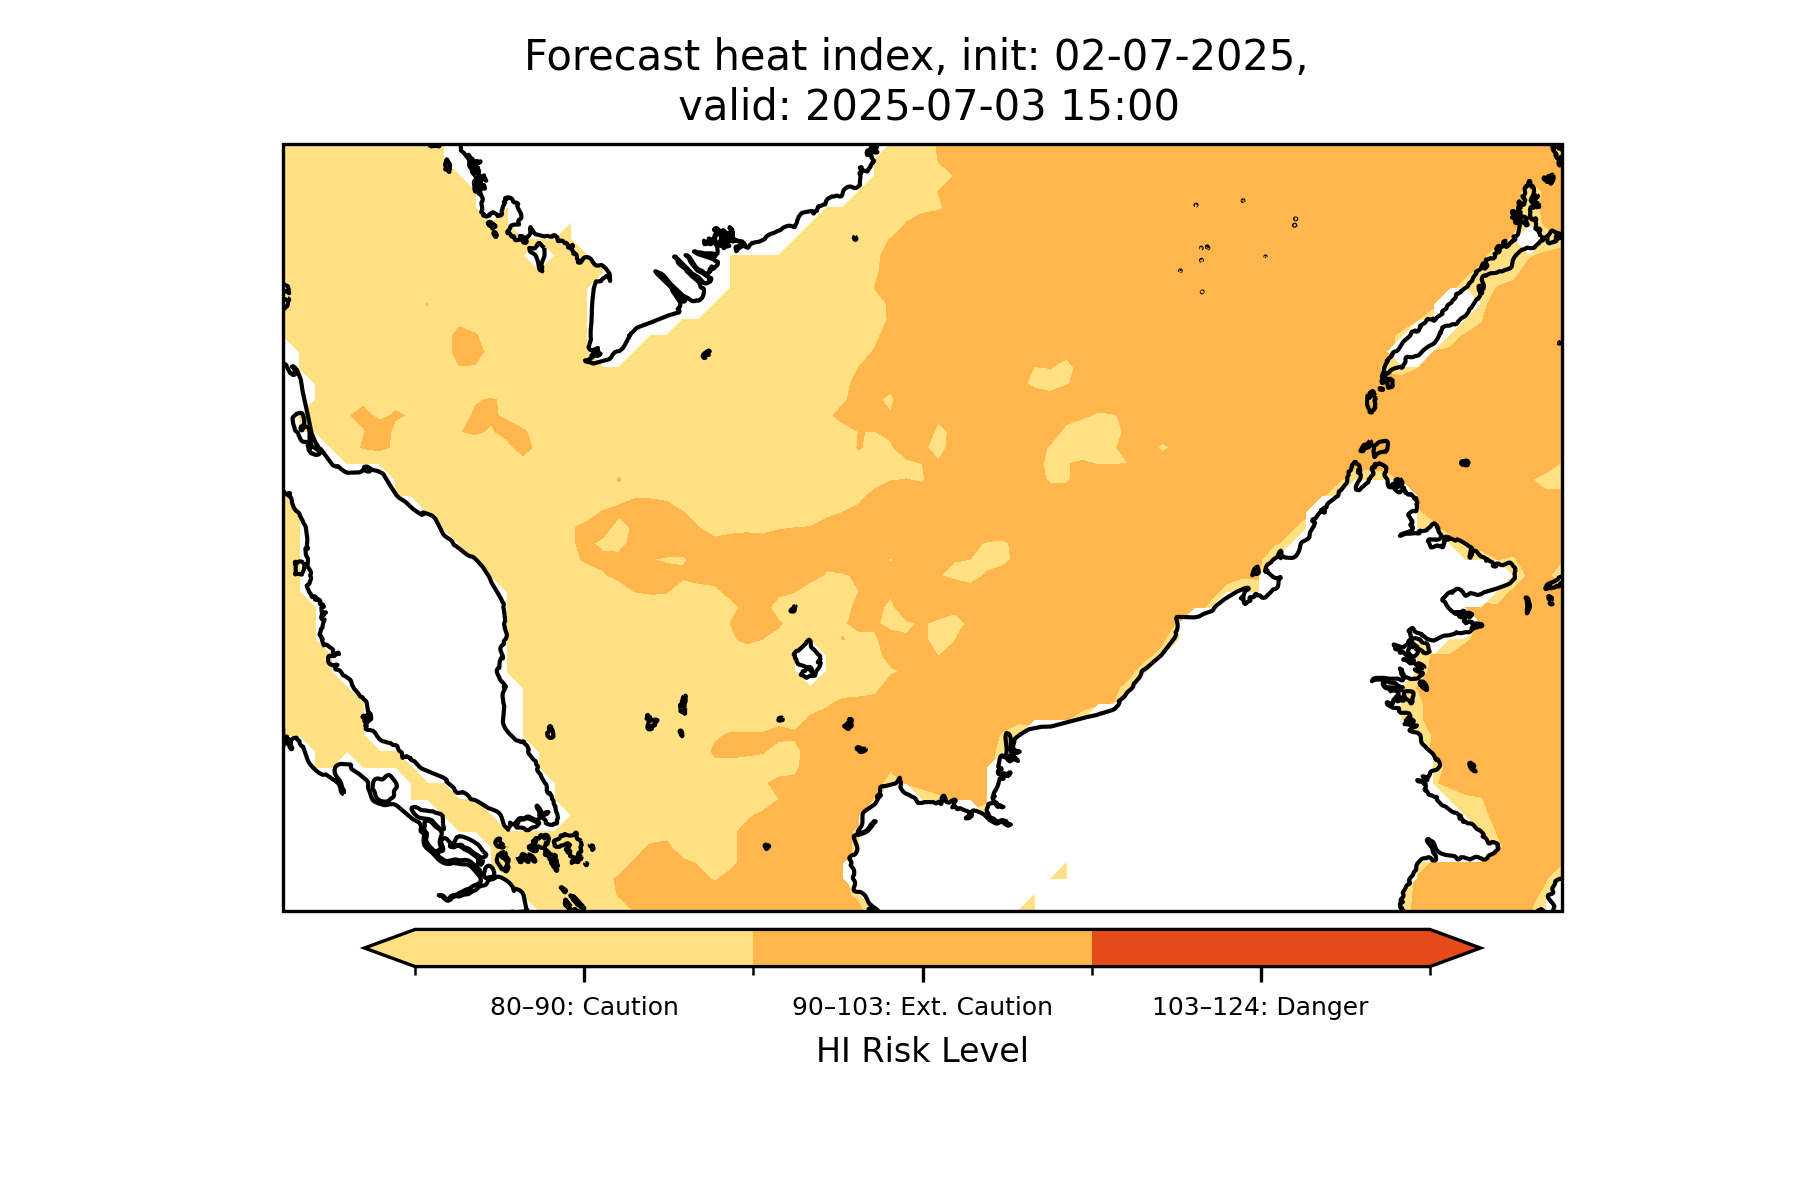 Forecast heat index, init: 02-07-2025,
valid: 2025-07-03 15:00
80–90: Caution
90–103: Ext. Caution
103–124: Danger
HI Risk Level